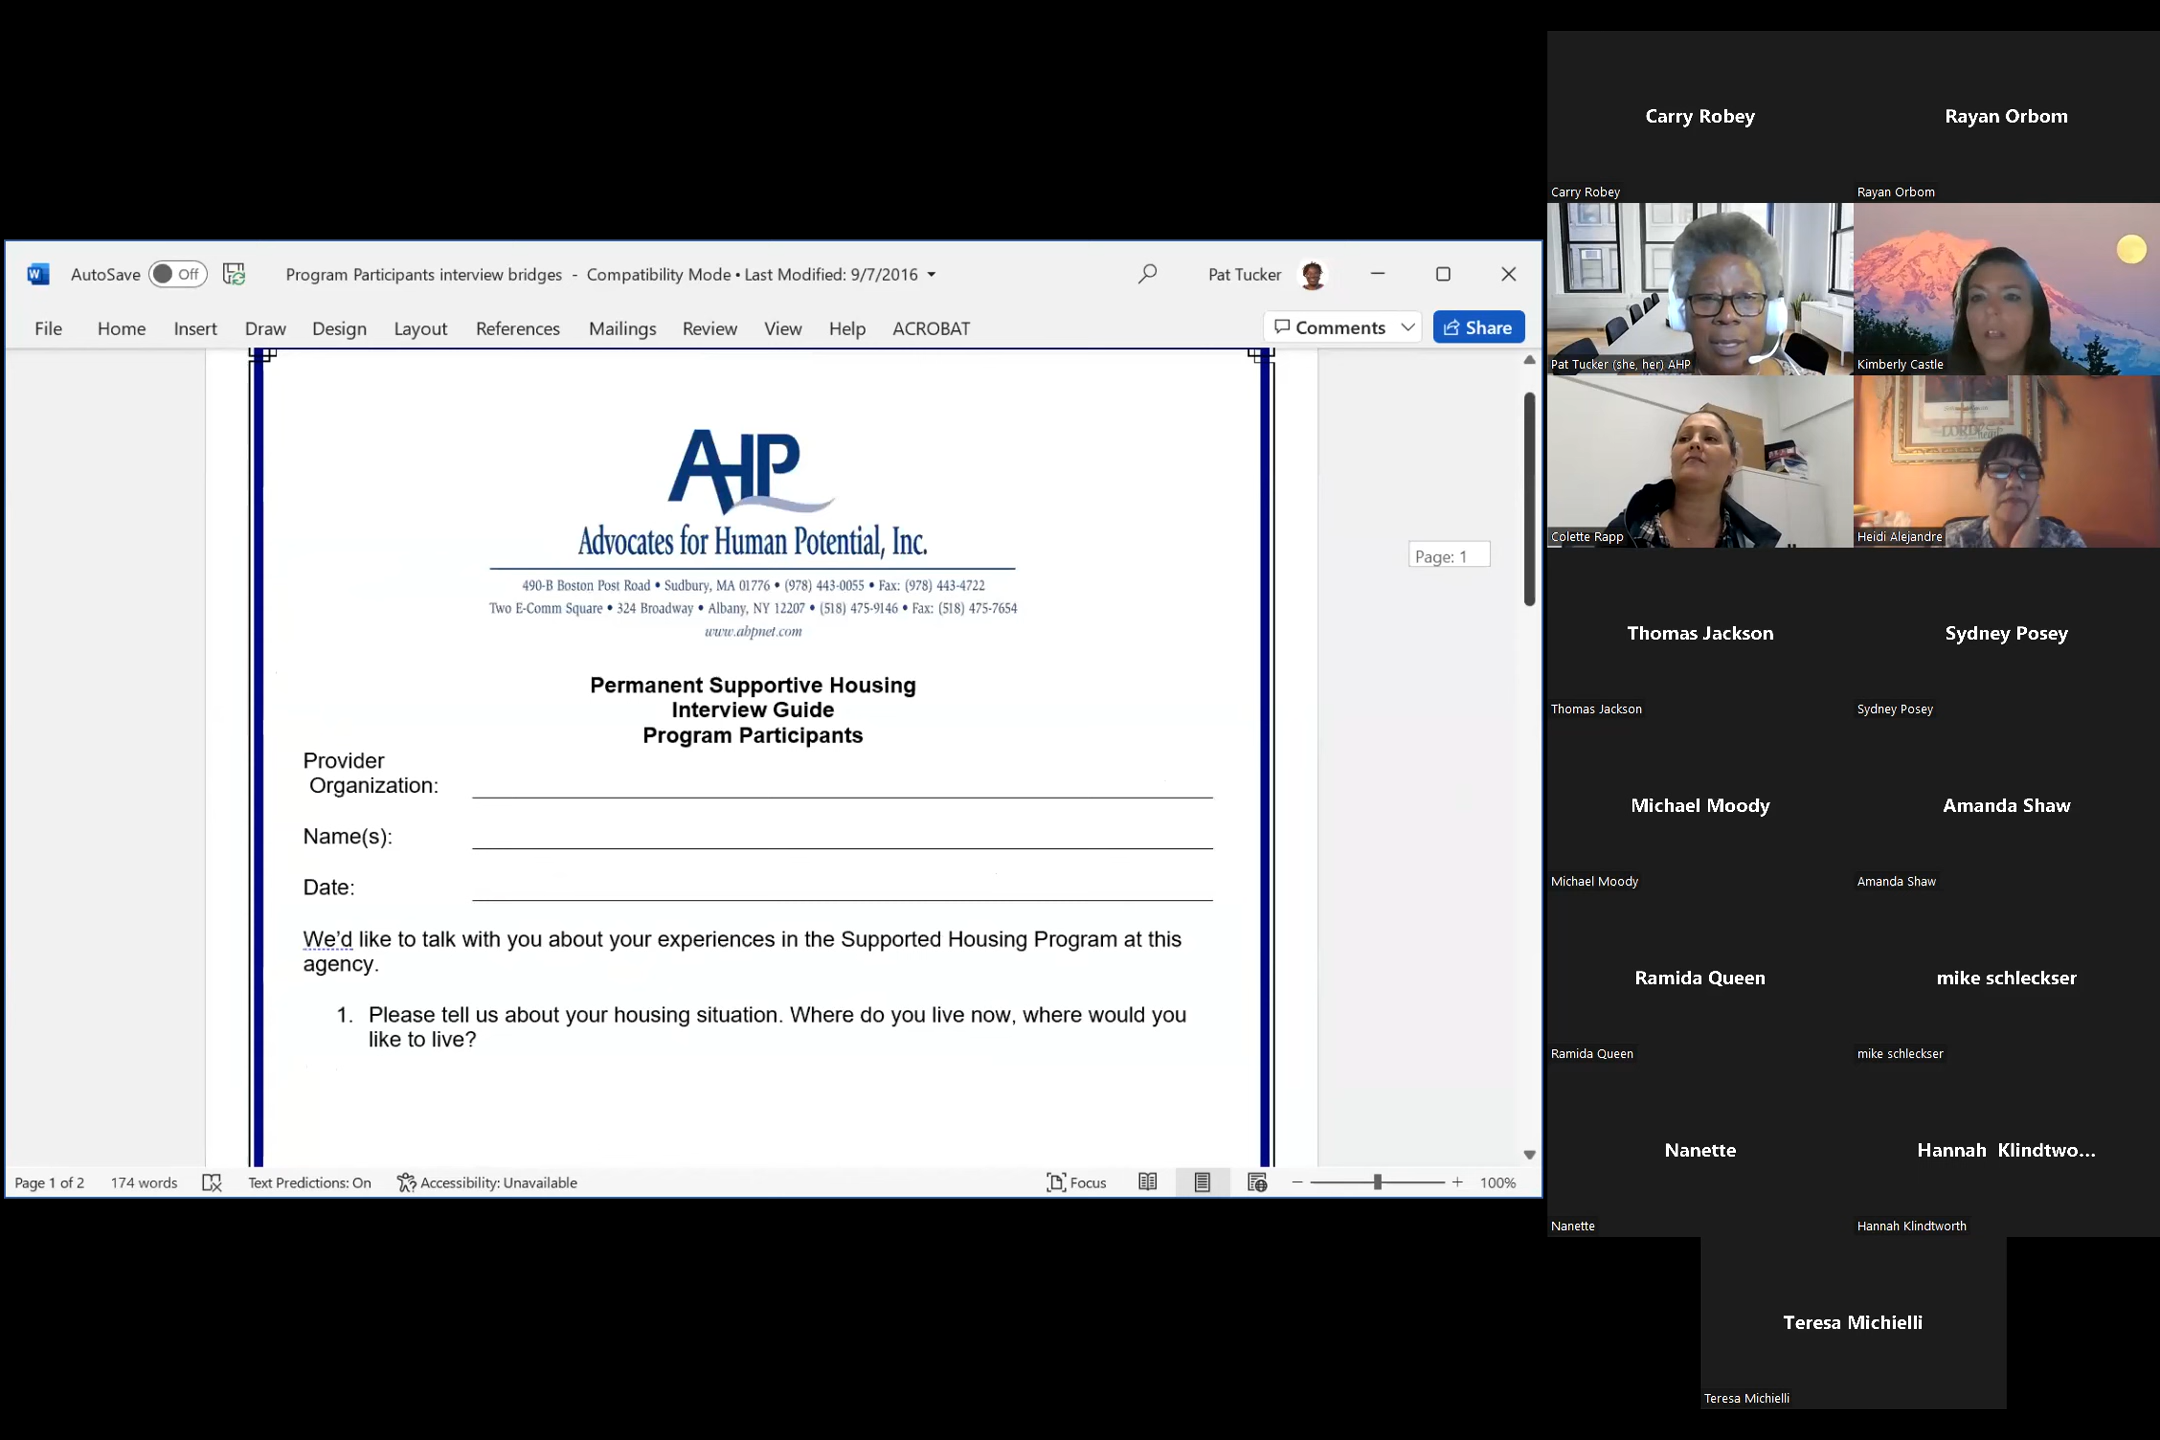 AutoSave Off Program Participants interview bridges - Compatibility Mode • Last Modified: 9/7/2016 Pat Tucker
File Home Insert Draw Design Layout References Mailings Review View Help ACROBAT Comments Share
AHP
Advocates for Human Potential, Inc.
490-B Boston Post Road • Sudbury, MA 01776 • (978) 443-0055 • Fax: (978) 443-4722
Two E-Comm Square • 324 Broadway • Albany, NY 12207 • (518) 475-9146 • Fax: (518) 475-7654
www.ahpnet.com
Page: 1
Permanent Supportive Housing
Interview Guide
Program Participants
Provider
Organization:
Name(s):
Date:
We'd like to talk with you about your experiences in the Supported Housing Program at this
agency.
1. Please tell us about your housing situation. Where do you live now, where would you
like to live?
Page 1 of 2 174 words Text Predictions: On Accessibility: Unavailable Focus 100%
Carry Robey
Carry Robey
Rayan Orbom
Rayan Orbom
Pat Tucker (she, her) AHP
Kimberly Castle
Colette Rapp
LORD
Heidi Alejandre
Thomas Jackson
Thomas Jackson
Sydney Posey
Sydney Posey
Michael Moody
Michael Moody
Amanda Shaw
Amanda Shaw
Ramida Queen
Ramida Queen
mike schleckser
mike schleckser
Nanette
Nanette
Hannah Klindtwo...
Hannah Klindtworth
Teresa Michielli
Teresa Michielli